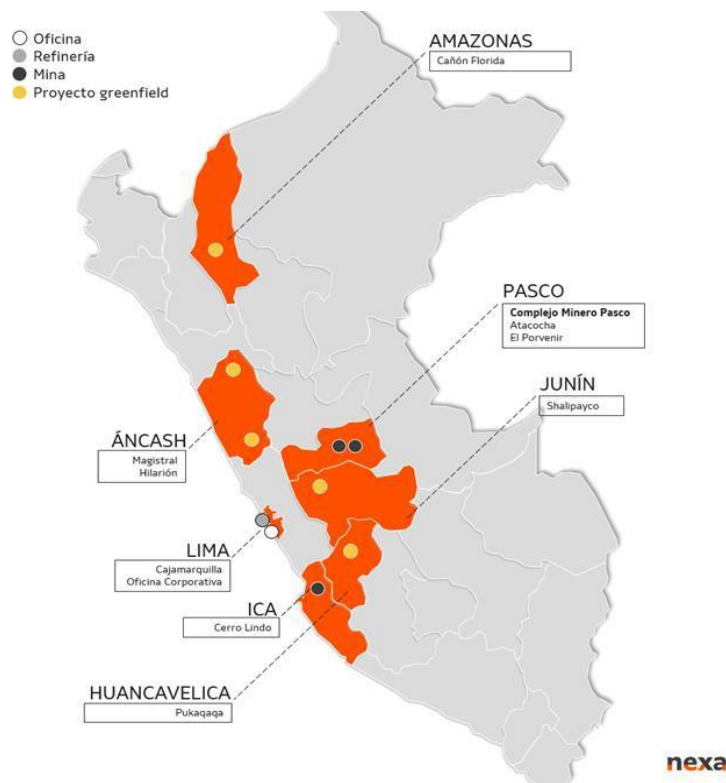 Oficina
Refinería
Mina
Proyecto greenfield
AMAZONAS
Cañón Florida
PASCO
Complejo Minero Pasco
Atacocha
El Porvenir
JUNÍN
Shalipayco
ÁNCASH
Magistral
Hilarión
LIMA
Cajamarquilla
Oficina Corporativa
ICA
Cerro Lindo
HUANCAVELICA
Pukaqaqa
nexa